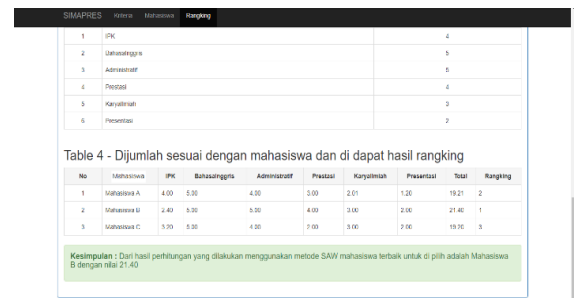 SIMAPRES Kriteria Mahasiswa Rangking
1 IPK 4
2 BahasaInggris 5
3 Administratif 5
4 Prestasi 4
5 KaryaIlmiah 3
6 Presentasi 2
Table 4 - Dijumlah sesuai dengan mahasiswa dan di dapat hasil rangking
No Mahasiswa IPK BahasaInggris Administratif Prestasi KaryaIlmiah Presentasi Total Rangking
1 Mahasiswa A 4.00 5.00 4.00 3.00 2.01 1.20 19.21 2
2 Mahasiswa B 2.40 5.00 5.00 4.00 3.00 2.00 21.40 1
3 Mahasiswa C 3.20 5.00 4.00 2.00 3.00 2.00 19.20 3
Kesimpulan : Dari hasil perhitungan yang dilakukan menggunakan metode SAW mahasiswa terbaik untuk di pilih adalah Mahasiswa
B dengan nilai 21.40